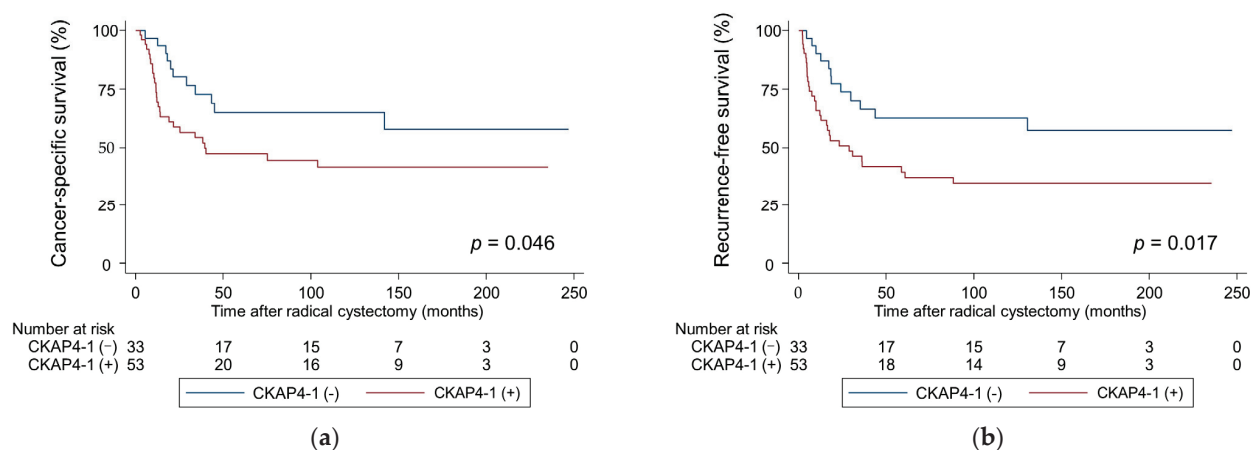 Cancer-specific survival (%)
100
75
50
25
0
p = 0.046
0 50 100 150 200 250
Time after radical cystectomy (months)
Number at risk
CKAP4-1 (−) 33 17 15 7 3 0
CKAP4-1 (+) 53 20 16 9 3 0
CKAP4-1 (-) CKAP4-1 (+)
(a)
Recurrence-free survival (%)
100
75
50
25
0
p = 0.017
0 50 100 150 200 250
Time after radical cystectomy (months)
Number at risk
CKAP4-1 (−) 33 17 15 7 3 0
CKAP4-1 (+) 53 18 14 9 3 0
CKAP4-1 (-) CKAP4-1 (+)
(b)